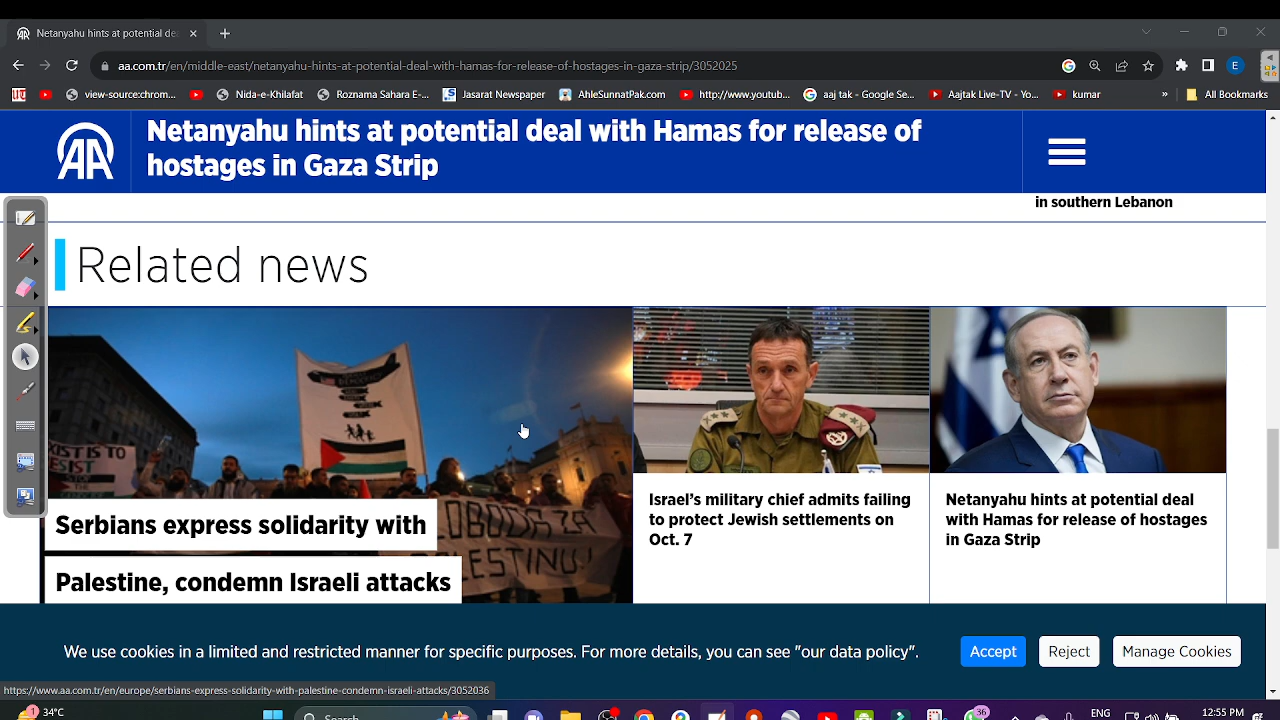 Netanyahu hints at potential de
aa.com.tr/en/middle-east/netanyahu-hints-at-potential-deal-with-hamas-for-release-of-hostages-in-gaza-strip/3052025
E
view-source:chrom...
Nida-e-Khilafat
Roznama Sahara E-...
Jasarat Newspaper
AhleSunnatPak.com
http://www.youtub...
aaj tak - Google Se...
Aajtak Live-TV - Yo...
kumar
»
All Bookmarks
AA
Netanyahu hints at potential deal with Hamas for release of
hostages in Gaza Strip
in southern Lebanon
Related news
Serbians express solidarity with
Palestine, condemn Israeli attacks
Israel’s military chief admits failing
to protect Jewish settlements on
Oct. 7
Netanyahu hints at potential deal
with Hamas for release of hostages
in Gaza Strip
We use cookies in a limited and restricted manner for specific purposes. For more details, you can see "our data policy".
Accept
Reject
Manage Cookies
https://www.aa.com.tr/en/europe/serbians-express-solidarity-with-palestine-condemn-israeli-attacks/3052036
1
34°C
Search
36
ENG
12:55 PM